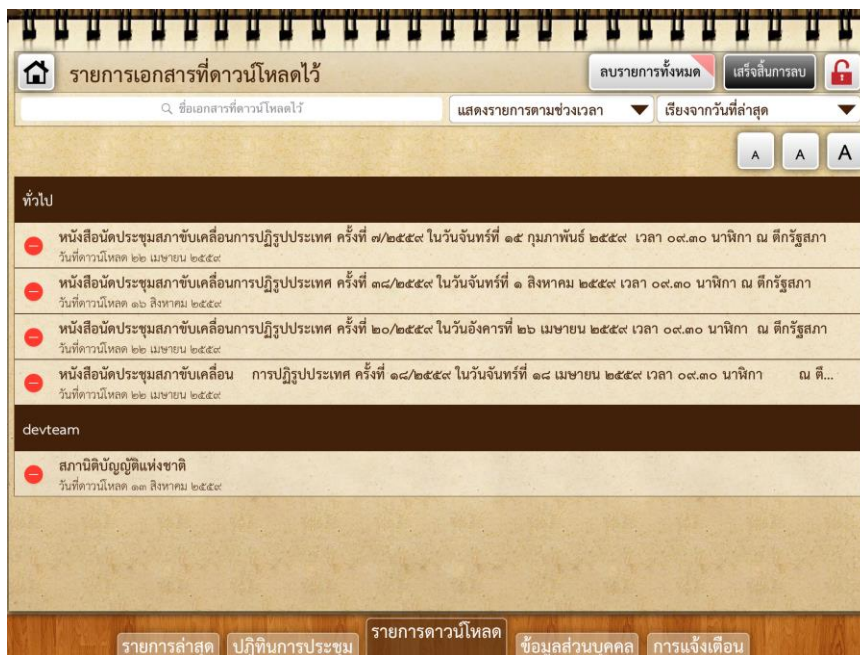 รายการเอกสารที่ดาวน์โหลดไว้
ลบรายการทั้งหมด
เสร็จสิ้นการลบ
ชื่อเอกสารที่ดาวน์โหลดไว้
แสดงรายการตามช่วงเวลา
เรียงจากวันที่ล่าสุด
A A A
ทั่วไป
หนังสือนัดประชุมสภาขับเคลื่อนการปฏิรูปประเทศ ครั้งที่ ๗/๒๕๕๙ ในวันจันทร์ที่ ๑๕ กุมภาพันธ์ ๒๕๕๙ เวลา ๐๙.๓๐ นาฬิกา ณ ตึกรัฐสภา
วันที่ดาวน์โหลด ๒๒ เมษายน ๒๕๕๙
หนังสือนัดประชุมสภาขับเคลื่อนการปฏิรูปประเทศ ครั้งที่ ๓๘/๒๕๕๙ ในวันจันทร์ที่ ๑ สิงหาคม ๒๕๕๙ เวลา ๐๙.๓๐ นาฬิกา ณ ตึกรัฐสภา
วันที่ดาวน์โหลด ๑๖ สิงหาคม ๒๕๕๙
หนังสือนัดประชุมสภาขับเคลื่อนการปฏิรูปประเทศ ครั้งที่ ๒๐/๒๕๕๙ ในวันอังคารที่ ๒๖ เมษายน ๒๕๕๙ เวลา ๐๙.๓๐ นาฬิกา ณ ตึกรัฐสภา
วันที่ดาวน์โหลด ๒๒ เมษายน ๒๕๕๙
หนังสือนัดประชุมสภาขับเคลื่อน การปฏิรูปประเทศ ครั้งที่ ๑๘/๒๕๕๙ ในวันจันทร์ที่ ๑๘ เมษายน ๒๕๕๙ เวลา ๐๙.๓๐ นาฬิกา ณ ตึ...
วันที่ดาวน์โหลด ๒๒ เมษายน ๒๕๕๙
devteam
สภานิติบัญญัติแห่งชาติ
วันที่ดาวน์โหลด ๑๓ สิงหาคม ๒๕๕๙
รายการล่าสุด
ปฏิทินการประชุม
รายการดาวน์โหลด
ข้อมูลส่วนบุคคล
การแจ้งเตือน